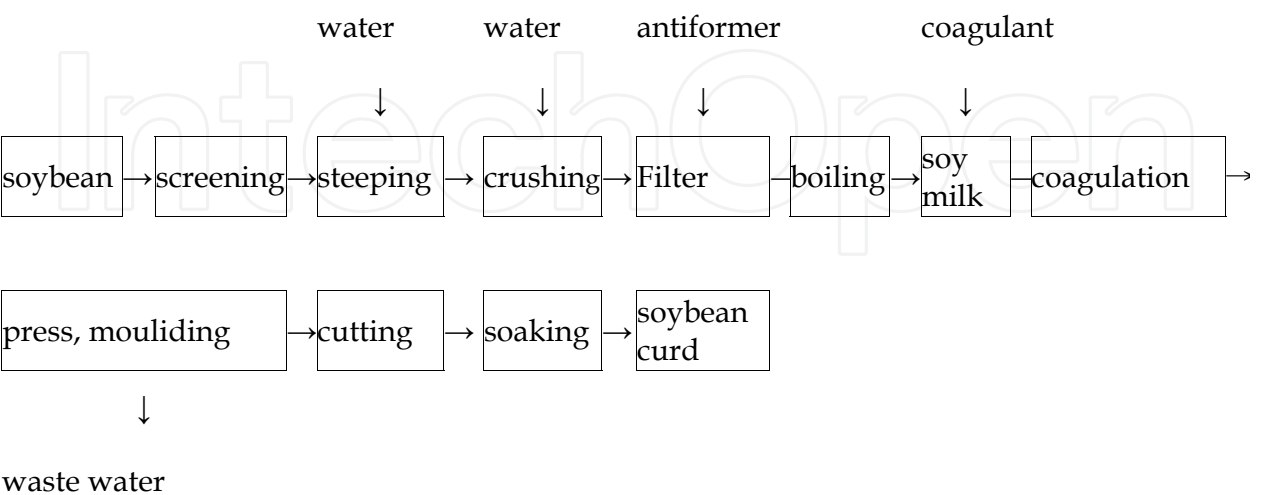 water water antiformer coagulant
↓ ↓ ↓ ↓
soybean → screening → steeping → crushing → Filter – boiling → soy milk – coagulation →
press, mouliding → cutting → soaking → soybean curd
↓
waste water
IntechOpen